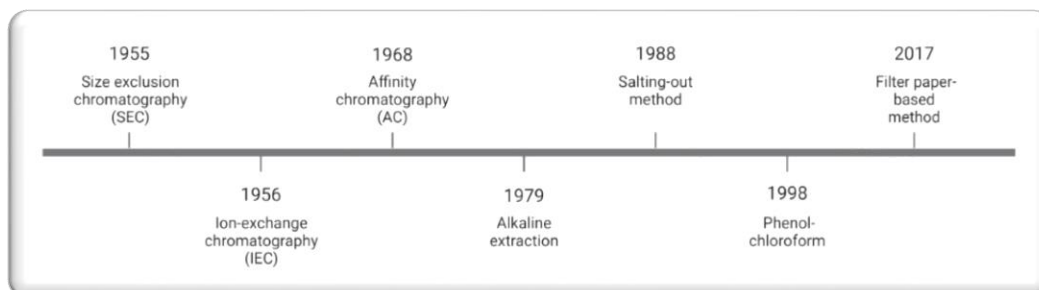 1955
Size exclusion
chromatography
(SEC)
1968
Affinity
chromatography
(AC)
1988
Salting-out
method
2017
Filter paper-
based
method
1956
Ion-exchange
chromatography
(IEC)
1979
Alkaline
extraction
1998
Phenol-
chloroform